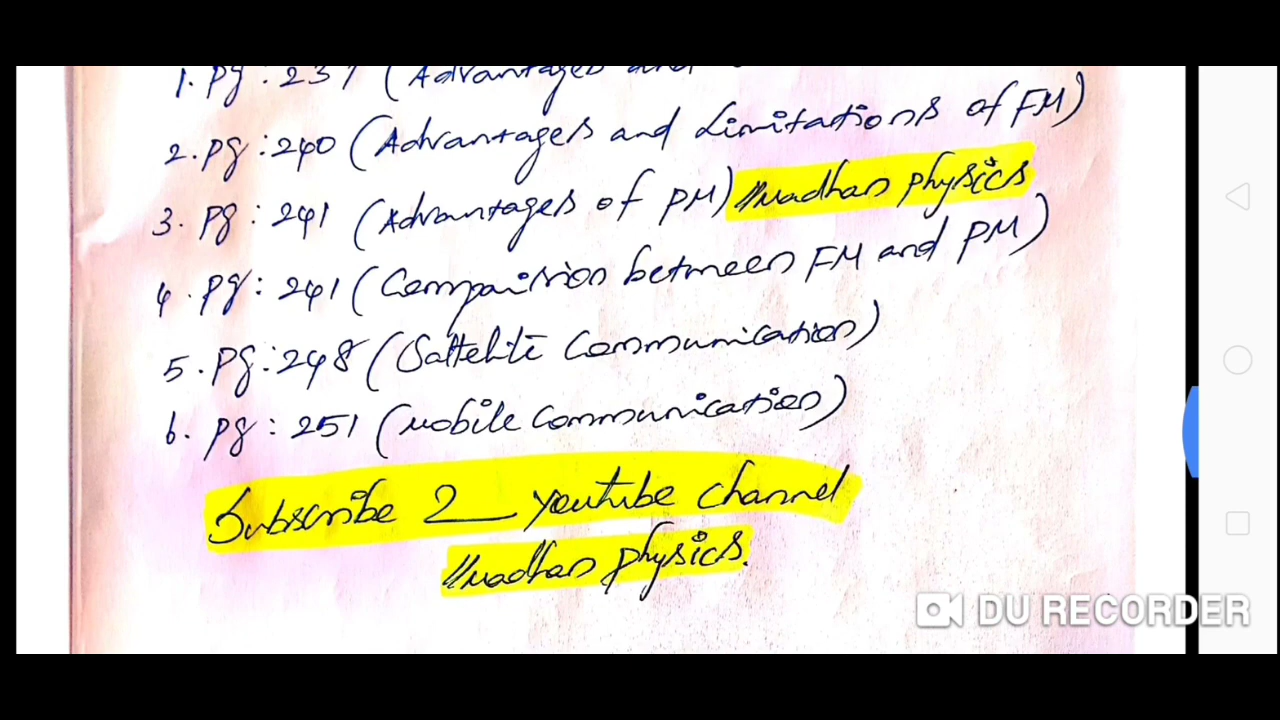 1. Pg: 237 (Advantages and
2. Pg: 240 (Advantages and Limitations of FM)
3. Pg: 241 (Advantages of PM) Madhan physics
4. Pg: 241 (Comparision between FM and PM)
5. Pg: 248 (Sattelite Communication)
6. Pg: 251 (Mobile Communication)
Subscribe 2 Youtube channel
Madhan physics.
DU RECORDER